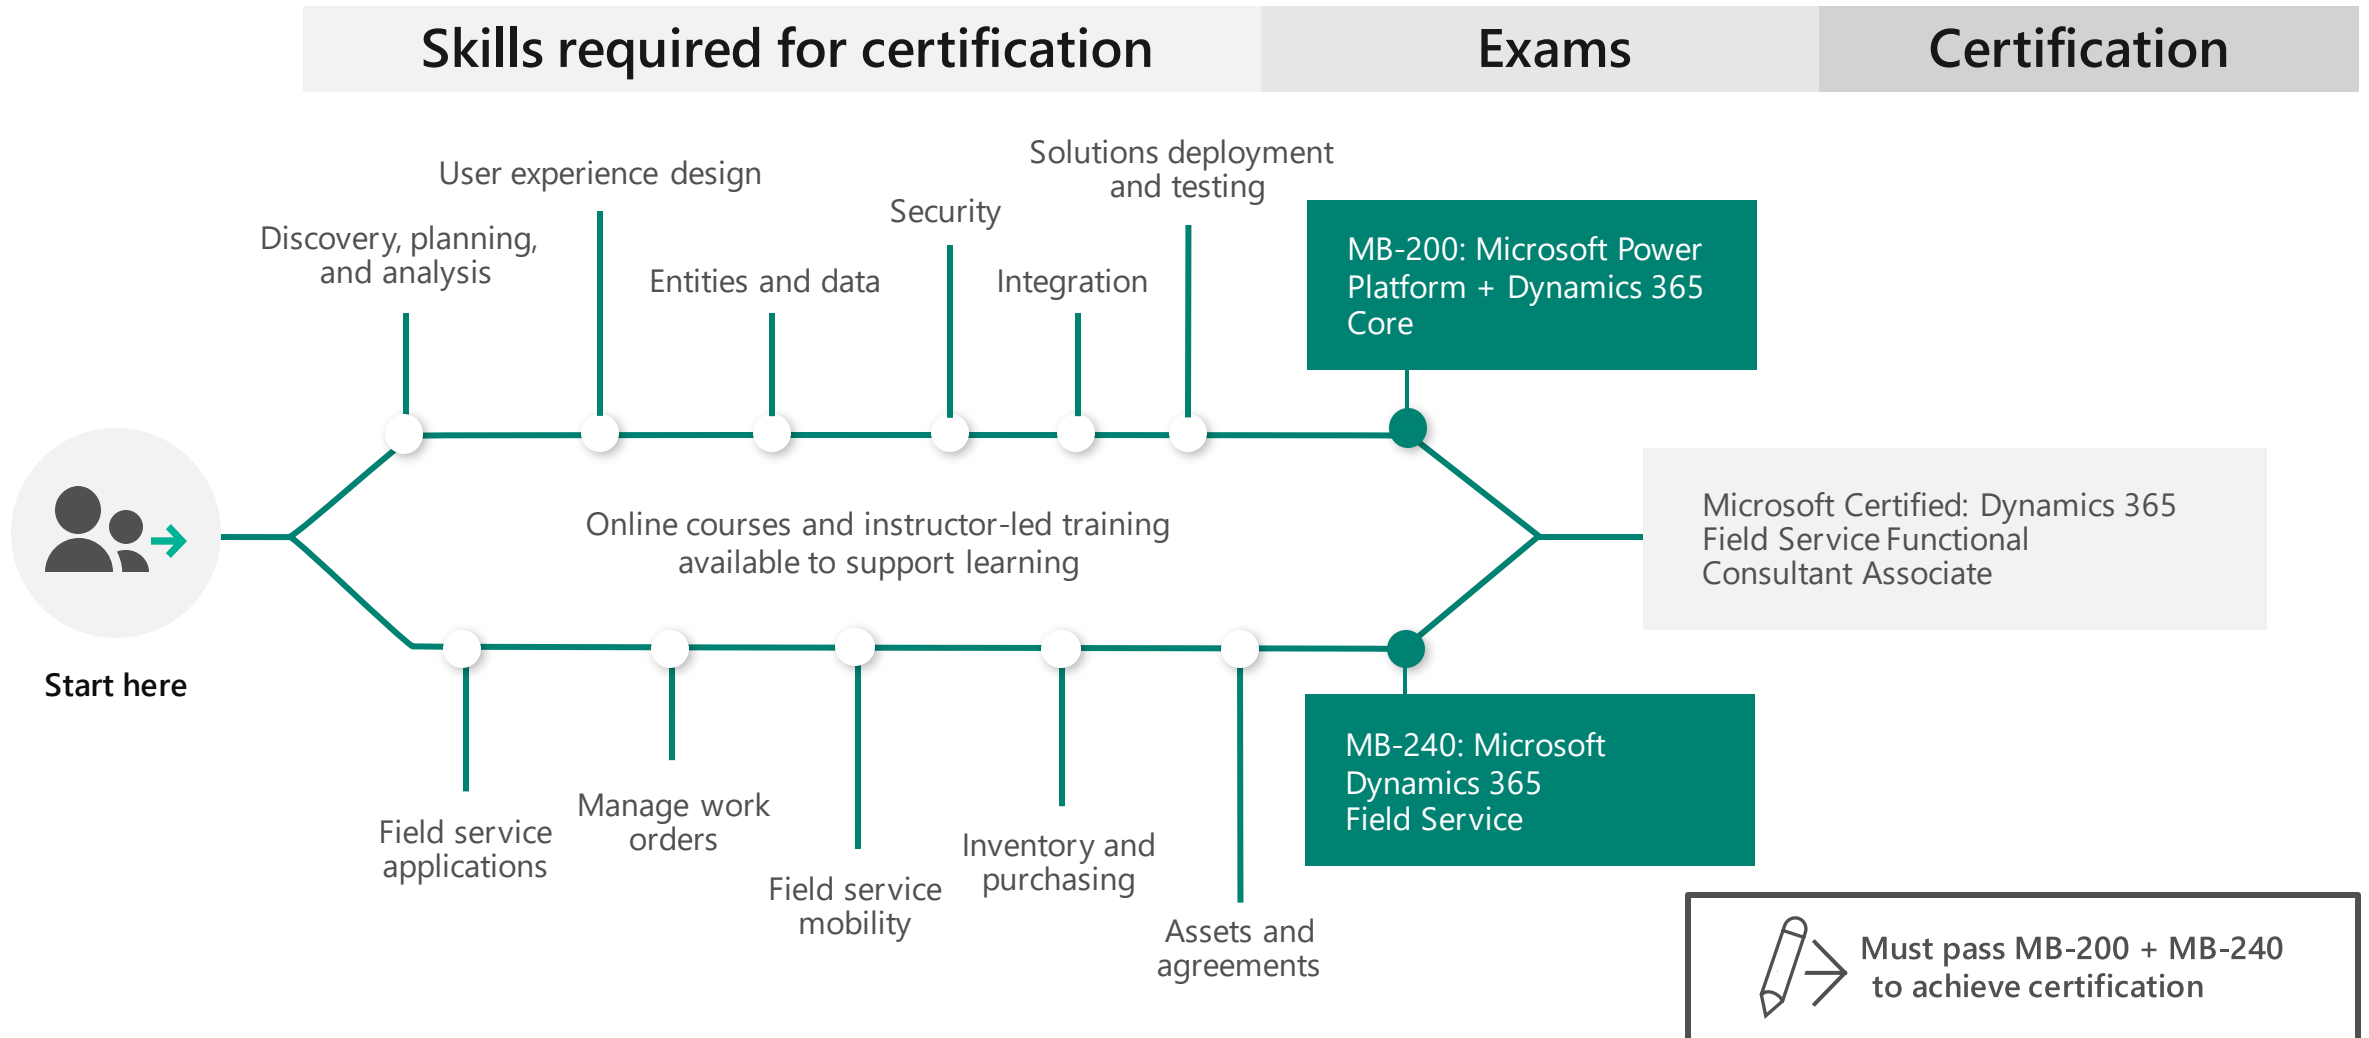 Skills required for certification
Exams
Certification
Discovery, planning,
and analysis
User experience design
Entities and data
Security
Integration
Solutions deployment
and testing
MB-200: Microsoft Power
Platform + Dynamics 365
Core
Start here
Online courses and instructor-led training
available to support learning
Microsoft Certified: Dynamics 365
Field Service Functional
Consultant Associate
Field service
applications
Manage work
orders
Field service
mobility
Inventory and
purchasing
Assets and
agreements
MB-240: Microsoft
Dynamics 365
Field Service
Must pass MB-200 + MB-240
to achieve certification